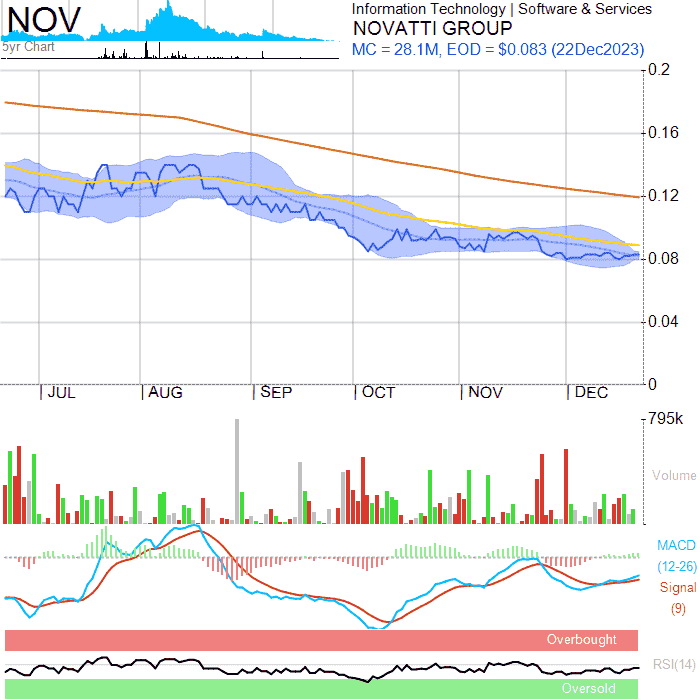 NOV
5yr Chart
Information Technology | Software & Services
NOVATTI GROUP
MC = 28.1M, EOD = $0.083 (22Dec2023)
0.2
0.16
0.12
0.08
0.04
0
| JUL | AUG | SEP | OCT | NOV | DEC
795k
Volume
MACD
(12-26)
Signal
(9)
Overbought
RSI(14)
Oversold